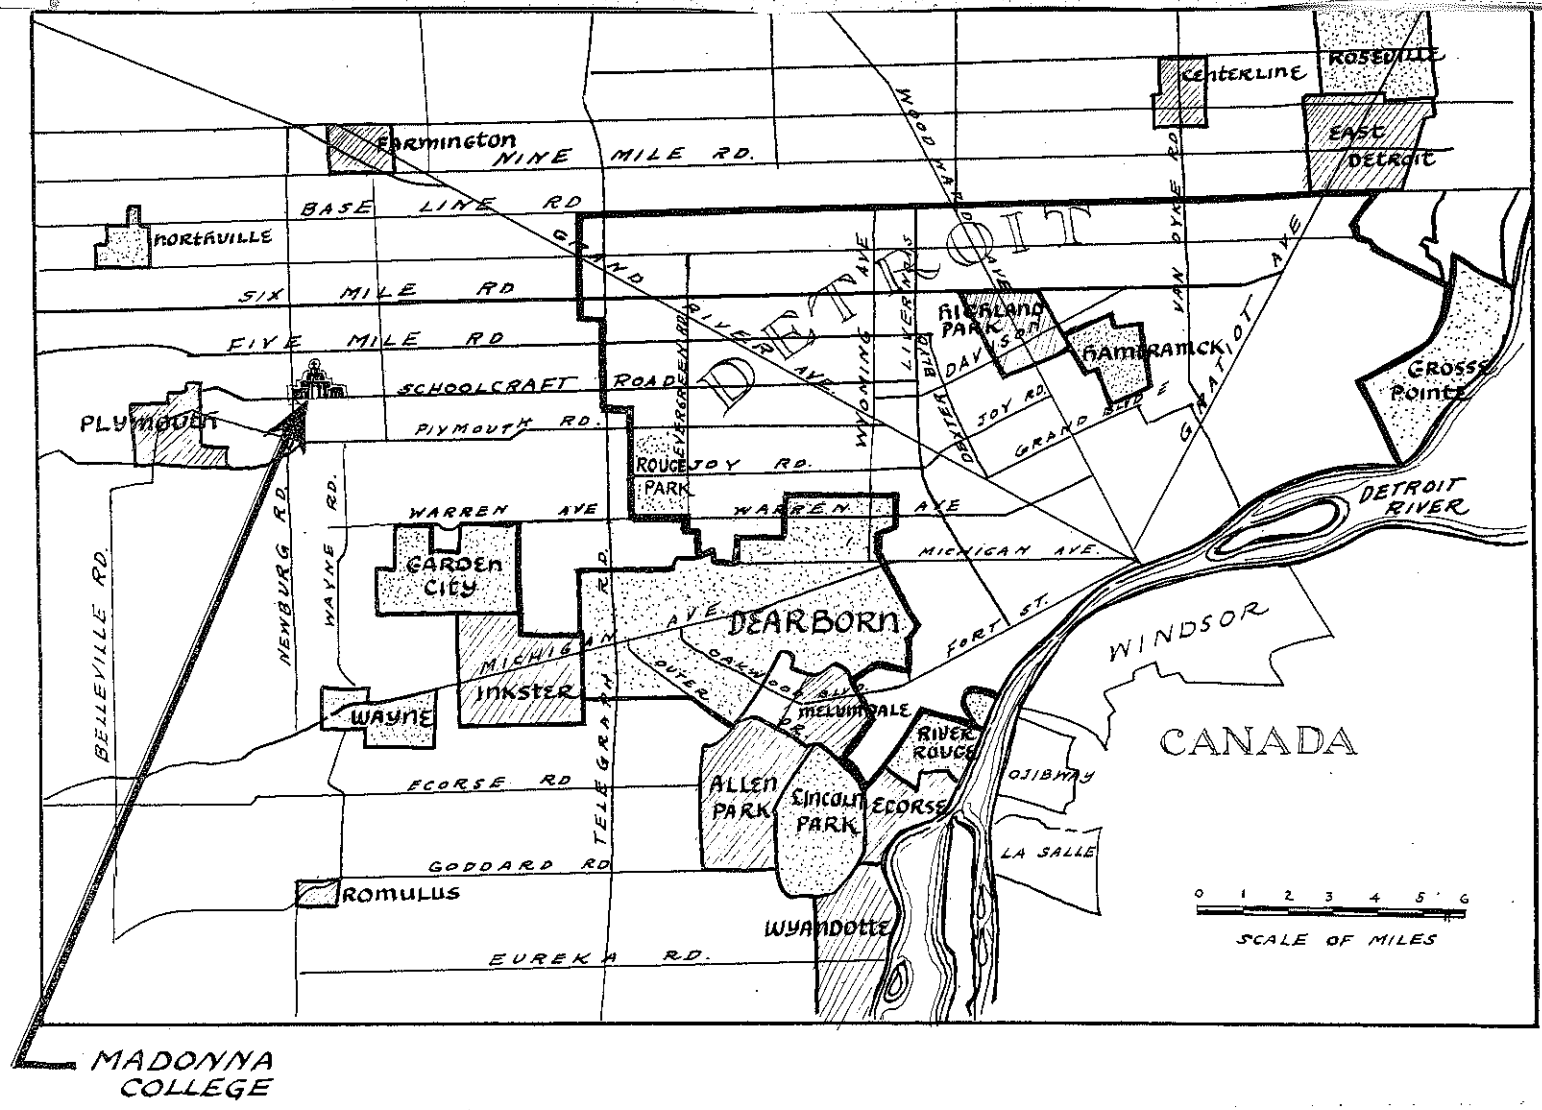 ROSEVILLE
CENTERLINE
EAST
DETROIT
FARMINGTON
NINE MILE RD.
WOODWARD AVE
VAN DYKE RD
BASE LINE RD
NORTHVILLE
GRAND RIVER AVE.
DETROIT
WYOMING AVE
LIVERNOIS
GRATIOT AVE
SIX MILE RD
HIGHLAND
PARK
DAVISON
HAMTRAMCK
FIVE MILE RD
EVERGREEN RD
DEXTER BLVD
GROSSE
POINTE
SCHOOLCRAFT ROAD
JOY RD.
GRAND BLVD
PLYMOUTH
PLYMOUTH RD.
ROUGE
PARK
JOY RD.
DETROIT
RIVER
NEWBURG RD.
WAYNE RD.
WARREN AVE
WARREN AVE
MICHIGAN AVE.
BELLEVILLE RD.
GARDEN
CITY
TELEGRAPH RD.
DEARBORN
FORT ST.
WINDSOR
MICHIGAN AVE.
INKSTER
OUTER DR
OAKWOOD BLVD.
MELVINDALE
WAYNE
RIVER
ROUGE
CANADA
ECORSE RD
ALLEN
PARK
LINCOLN
PARK
ECORSE
OJIBWAY
LA SALLE
GODDARD RD
ROMULUS
WYANDOTTE
EUREKA RD.
0 1 2 3 4 5 6
SCALE OF MILES
MADONNA
COLLEGE